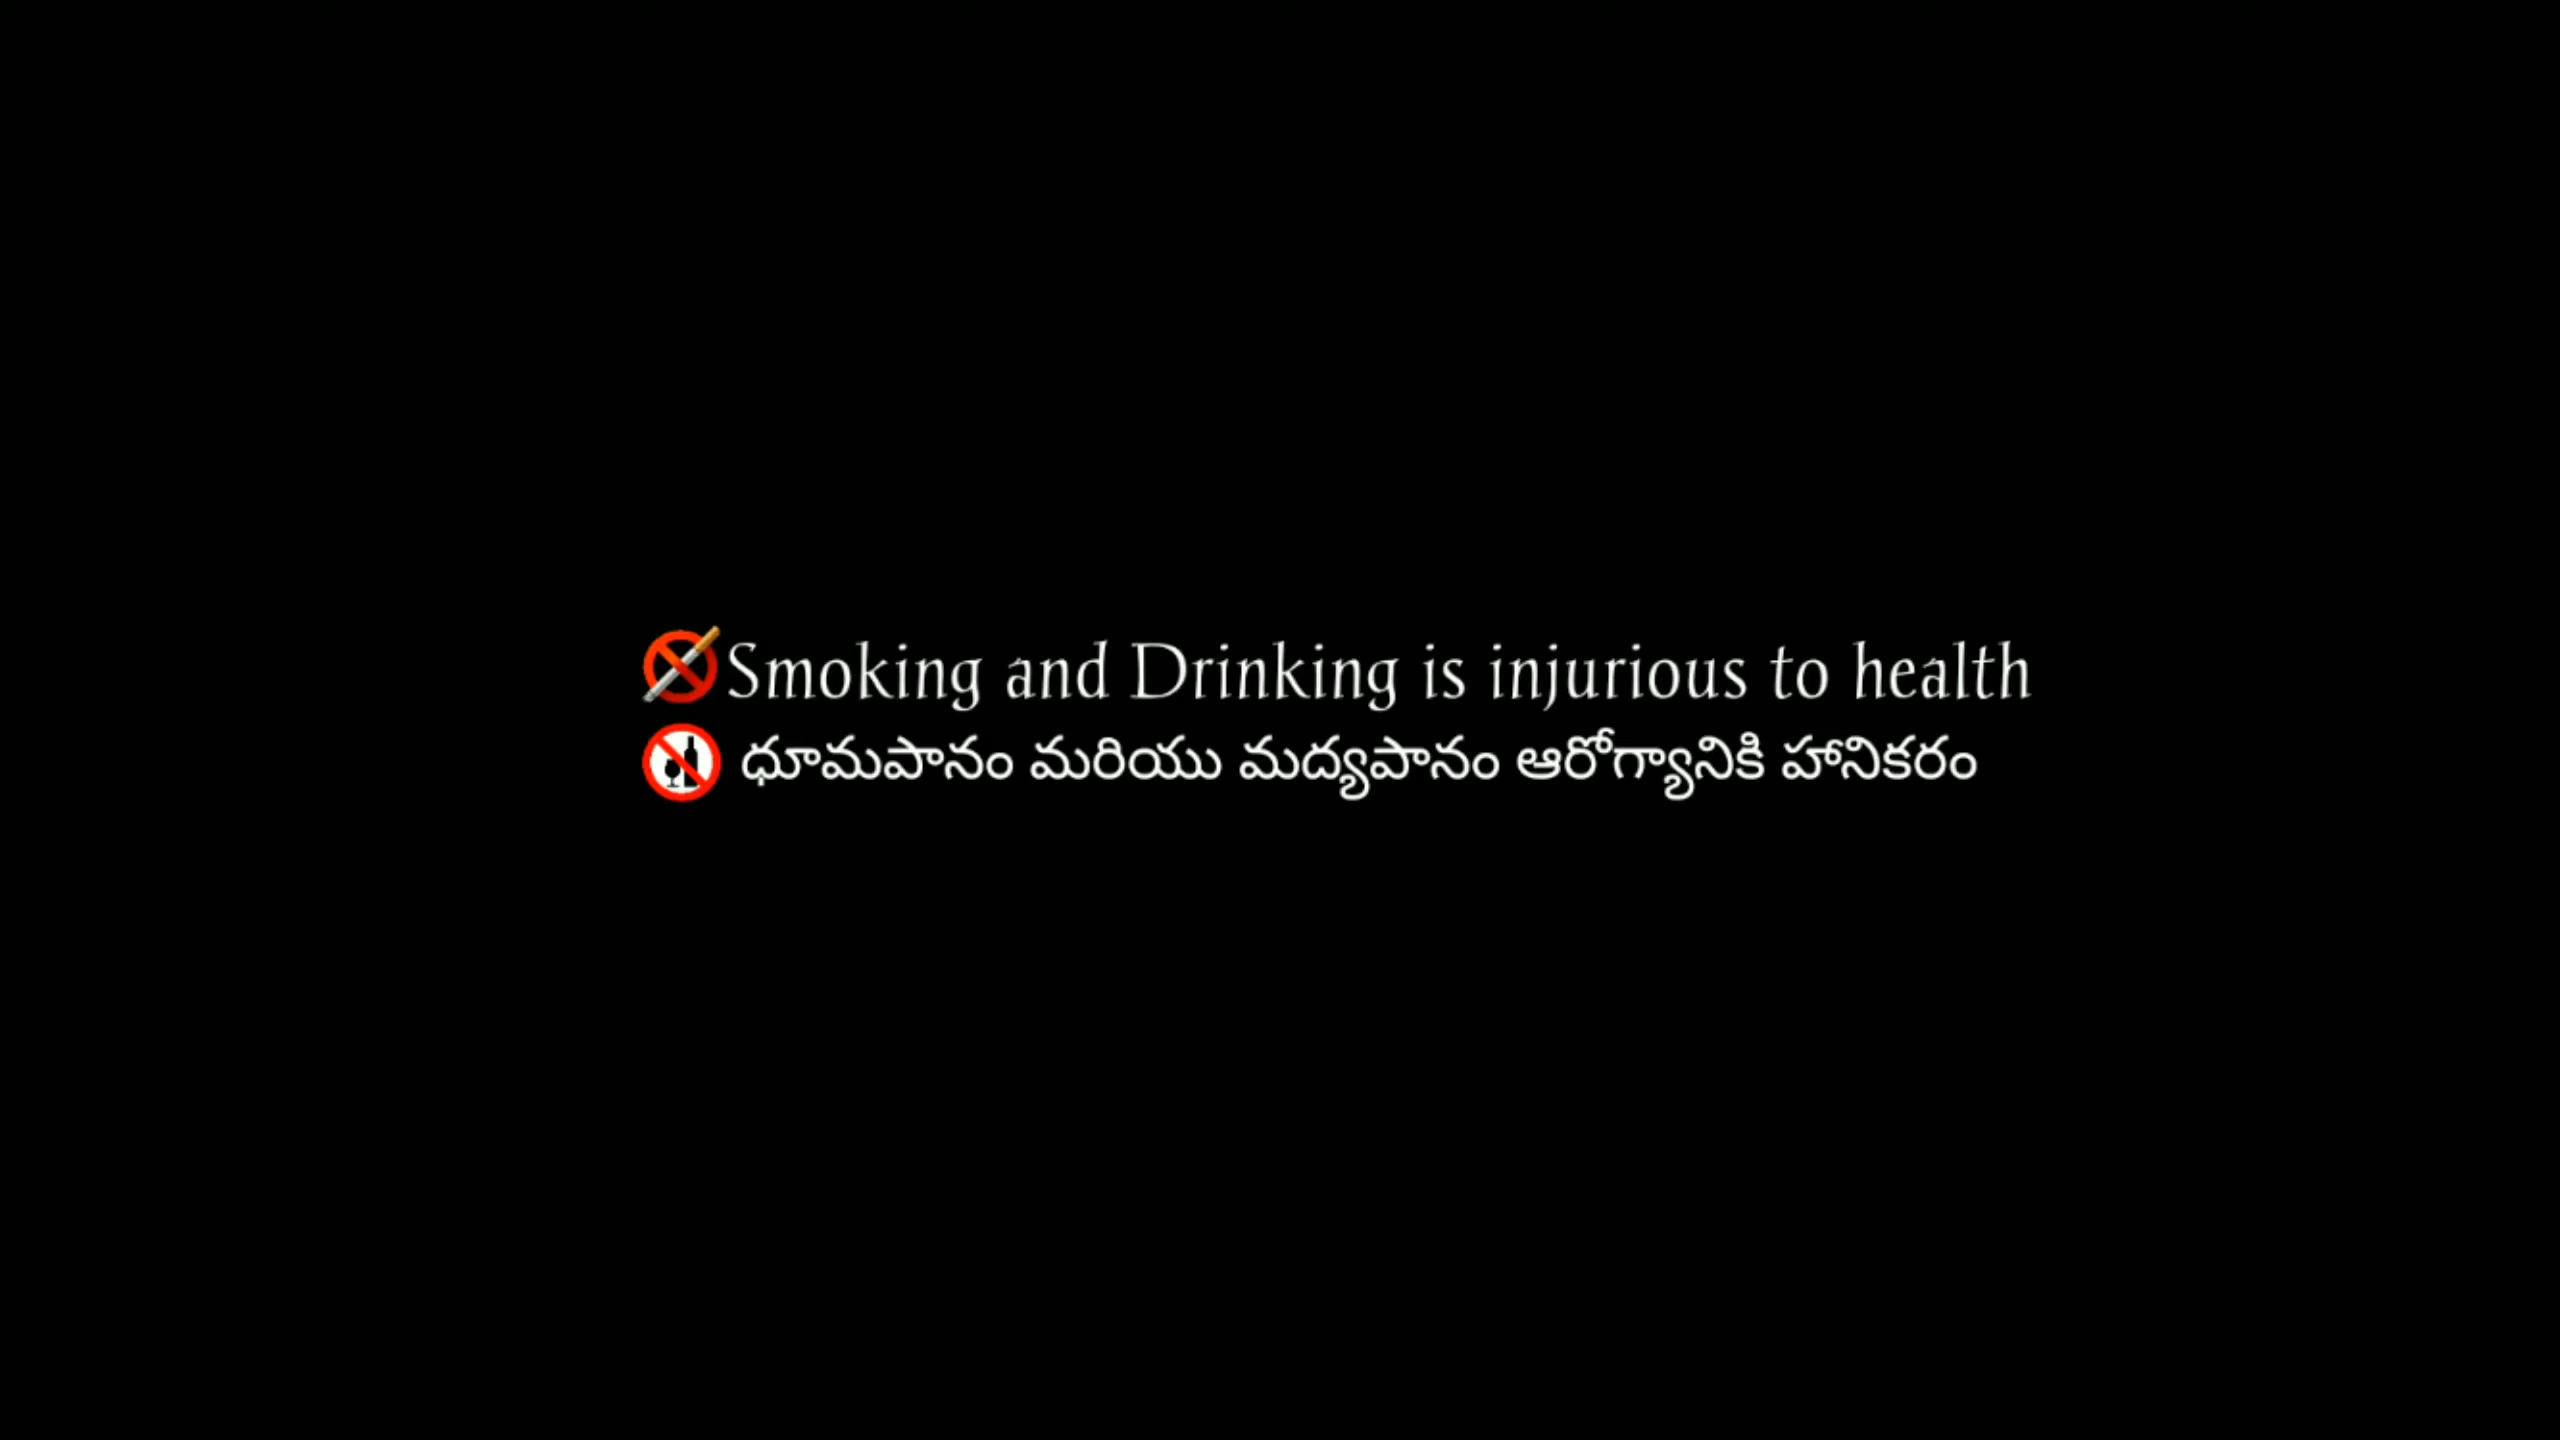 Smoking and Drinking is injurious to health
ధూమపానం మరియు మద్యపానం ఆరోగ్యానికి హానికరం